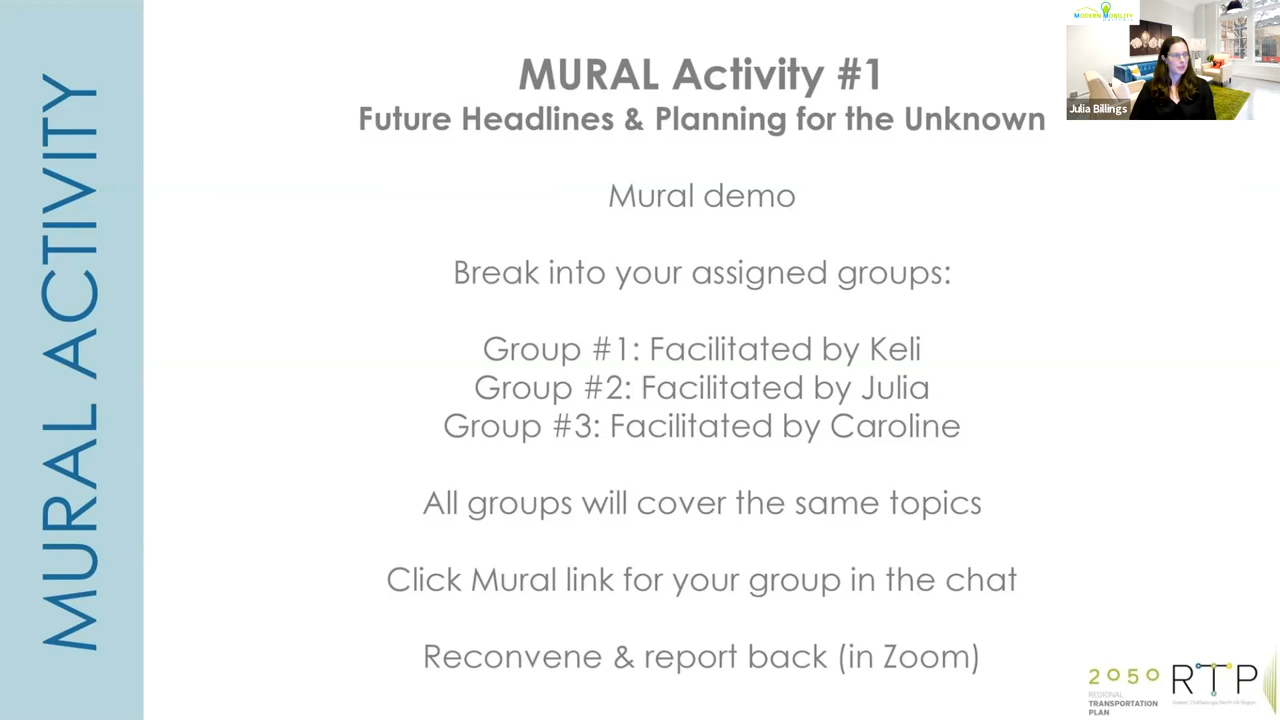 MURAL ACTIVITY
MURAL Activity #1
Future Headlines & Planning for the Unknown
Mural demo
Break into your assigned groups:
Group #1: Facilitated by Keli
Group #2: Facilitated by Julia
Group #3: Facilitated by Caroline
All groups will cover the same topics
Click Mural link for your group in the chat
Reconvene & report back (in Zoom)
MODERN MOBILITY
Julia Billings
2050
REGIONAL
TRANSPORTATION
PLAN
RTP